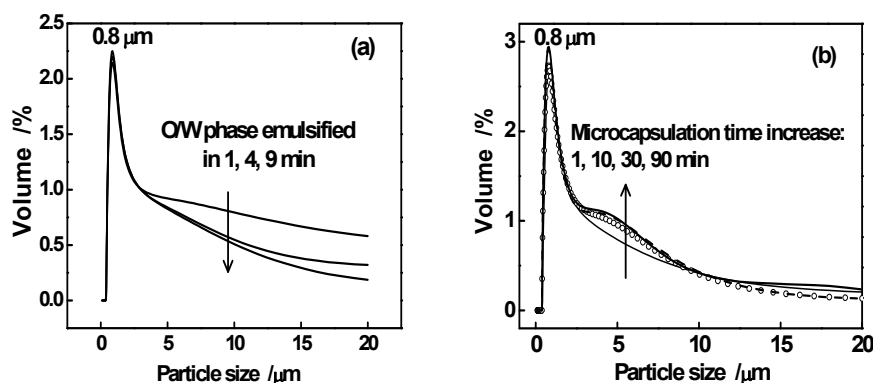 (a)
0.8 μm
O/W phase emulsified
in 1, 4, 9 min
Volume /%
2.5
2.0
1.5
1.0
0.5
0.0
0 5 10 15 20
Particle size /μm
(b)
0.8 μm
Microcapsulation time increase:
1, 10, 30, 90 min
Volume /%
3
2
1
0
0 5 10 15 20
Particle size /μm